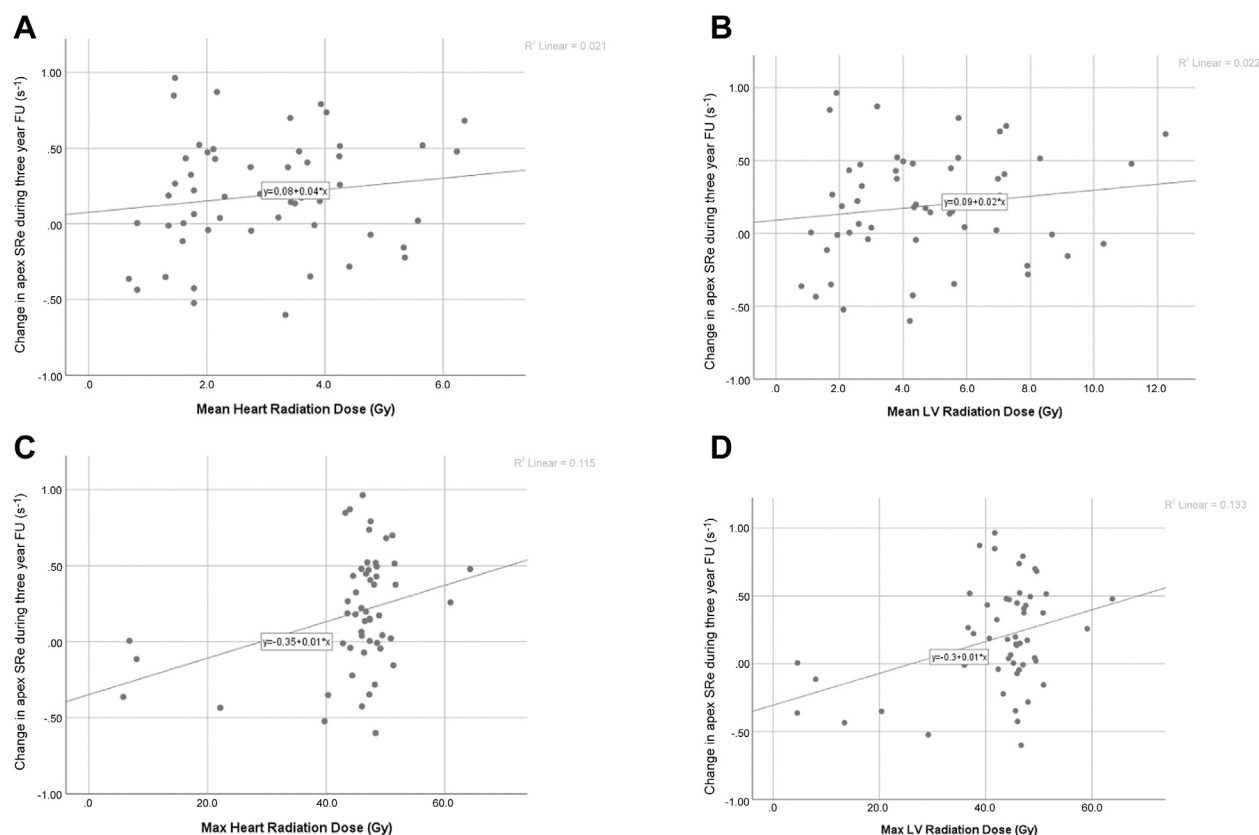 A
R² Linear = 0.021
Change in apex SRe during three year FU (s⁻¹)
1.00
.50
.00
-.50
-1.00
y=0.08+0.04*x
.0 2.0 4.0 6.0
Mean Heart Radiation Dose (Gy)
B
R² Linear = 0.022
Change in apex SRe during three year FU (s⁻¹)
1.00
.50
.00
-.50
-1.00
y=0.09+0.02*x
.0 2.0 4.0 6.0 8.0 10.0 12.0
Mean LV Radiation Dose (Gy)
C
R² Linear = 0.115
Change in apex SRe during three year FU (s⁻¹)
1.00
.50
.00
-.50
-1.00
y=-0.35+0.01*x
.0 20.0 40.0 60.0
Max Heart Radiation Dose (Gy)
D
R² Linear = 0.133
Change in apex SRe during three year FU (s⁻¹)
1.00
.50
.00
-.50
-1.00
y=-0.3+0.01*x
.0 20.0 40.0 60.0
Max LV Radiation Dose (Gy)